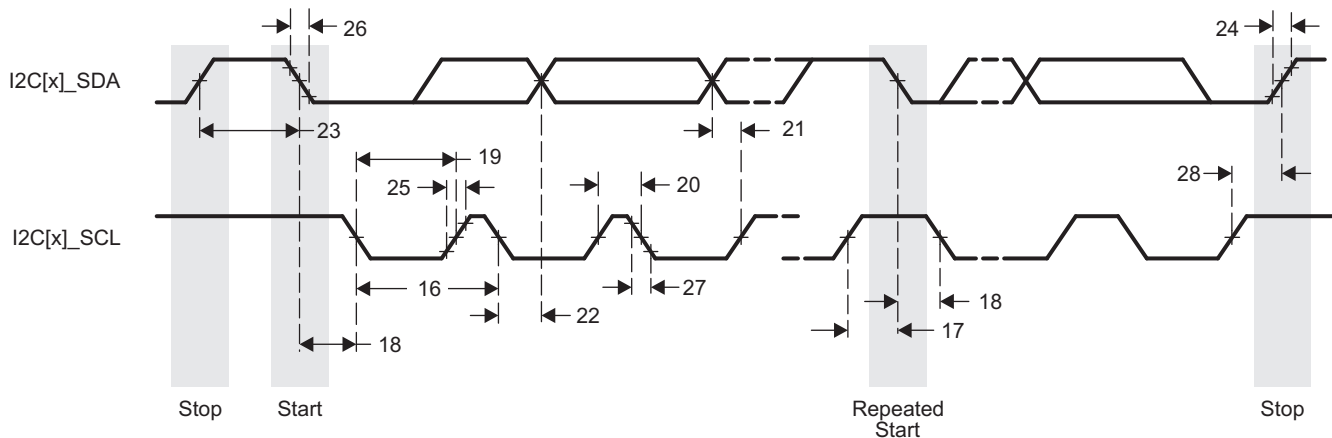 26
24
I2C[x]_SDA
23
21
19
25
20
28
I2C[x]_SCL
16
27
22
18
17
18
Stop
Start
Repeated
Start
Stop